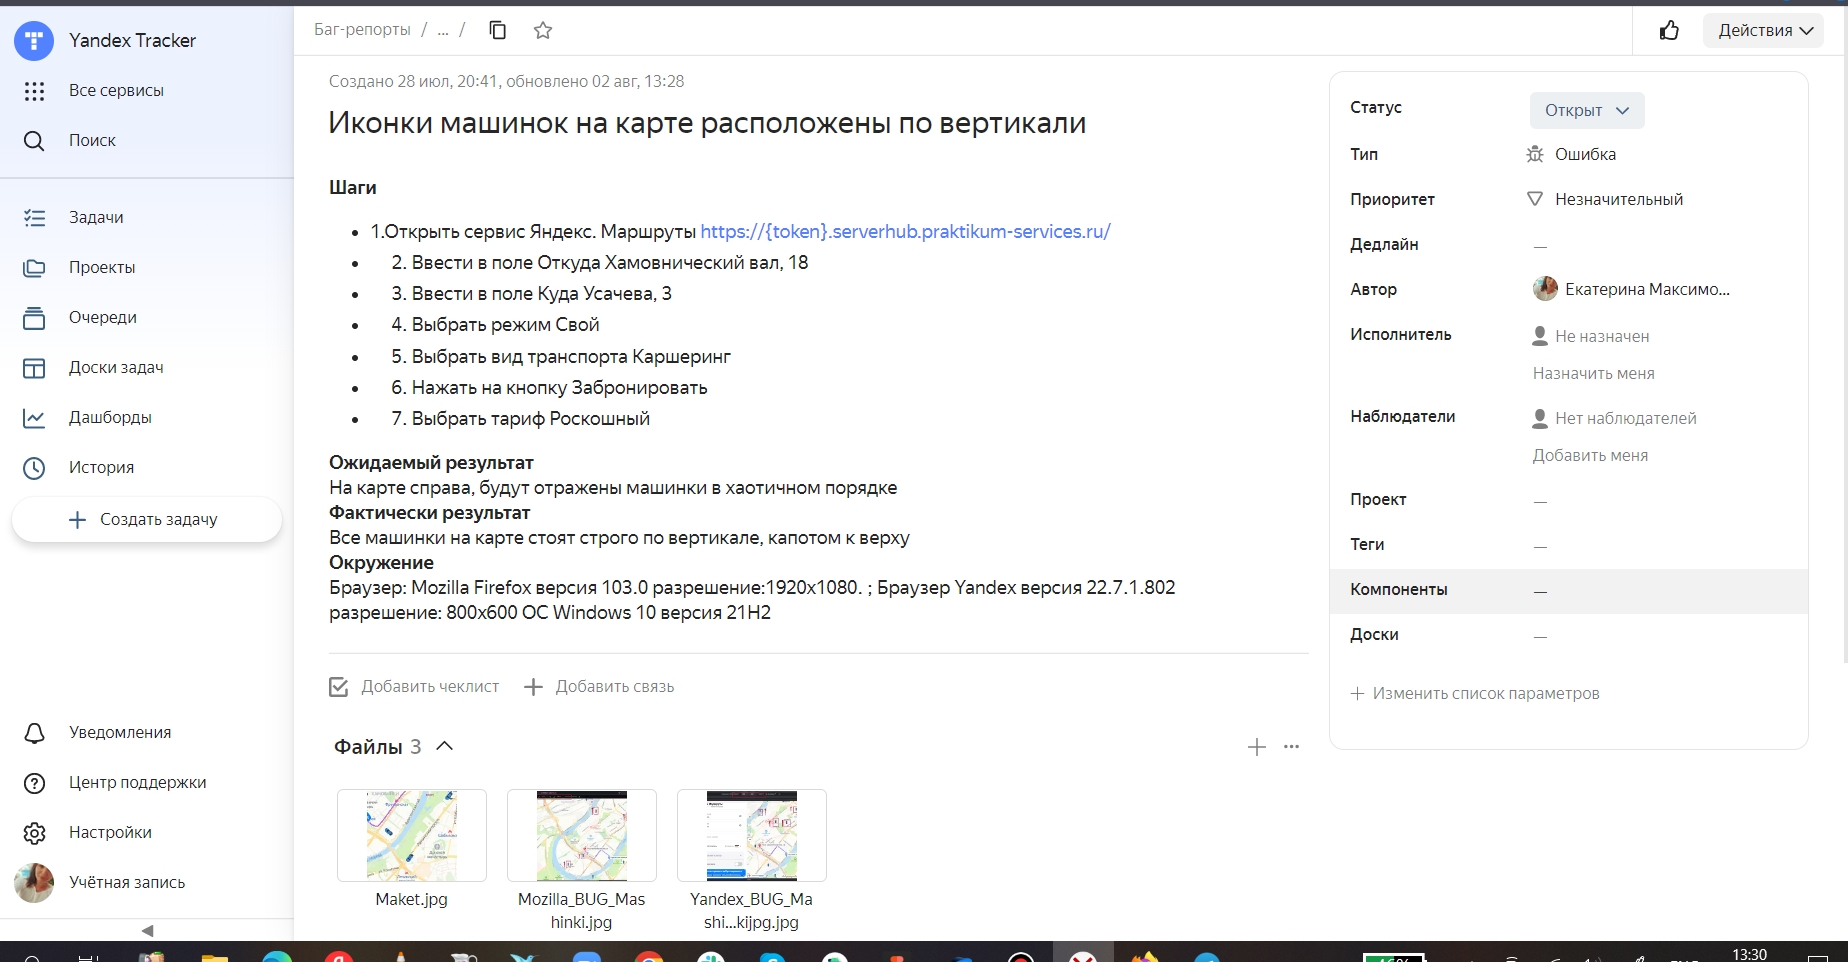 Yandex Tracker
Все сервисы
Поиск
Задачи
Проекты
Очереди
Доски задач
Дашборды
История
Создать задачу
Уведомления
Центр поддержки
Настройки
Учётная запись
Баг-репорты / ... /
Действия
Создано 28 июл, 20:41, обновлено 02 авг, 13:28
Иконки машинок на карте расположены по вертикали
Шаги
• 1.Открыть сервис Яндекс. Маршруты https://{token}.serverhub.praktikum-services.ru/
• 2. Ввести в поле Откуда Хамовнический вал, 18
• 3. Ввести в поле Куда Усачева, 3
• 4. Выбрать режим Свой
• 5. Выбрать вид транспорта Каршеринг
• 6. Нажать на кнопку Забронировать
• 7. Выбрать тариф Роскошный
Ожидаемый результат
На карте справа, будут отражены машинки в хаотичном порядке
Фактически результат
Все машинки на карте стоят строго по вертикале, капотом к верху
Окружение
Браузер: Mozilla Firefox версия 103.0 разрешение:1920x1080. ; Браузер Yandex версия 22.7.1.802
разрешение: 800x600 ОС Windows 10 версия 21H2
Добавить чеклист
Добавить связь
Файлы 3
Maket.jpg
Mozilla_BUG_Mas
hinki.jpg
Yandex_BUG_Ma
shi...kijpg.jpg
Статус
Открыт
Тип
Ошибка
Приоритет
Незначительный
Дедлайн
—
Автор
Екатерина Максимо...
Исполнитель
Не назначен
Назначить меня
Наблюдатели
Нет наблюдателей
Добавить меня
Проект
—
Теги
—
Компоненты
—
Доски
—
Изменить список параметров
13:30